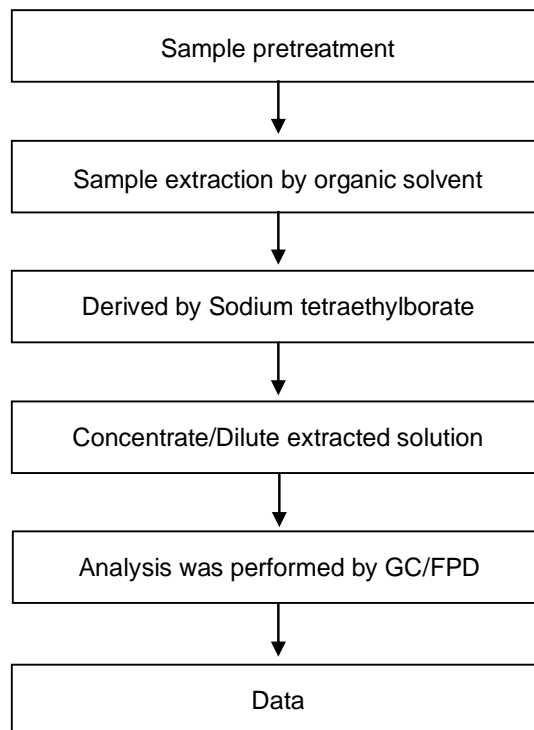 Sample pretreatment
Sample extraction by organic solvent
Derived by Sodium tetraethylborate
Concentrate/Dilute extracted solution
Analysis was performed by GC/FPD
Data